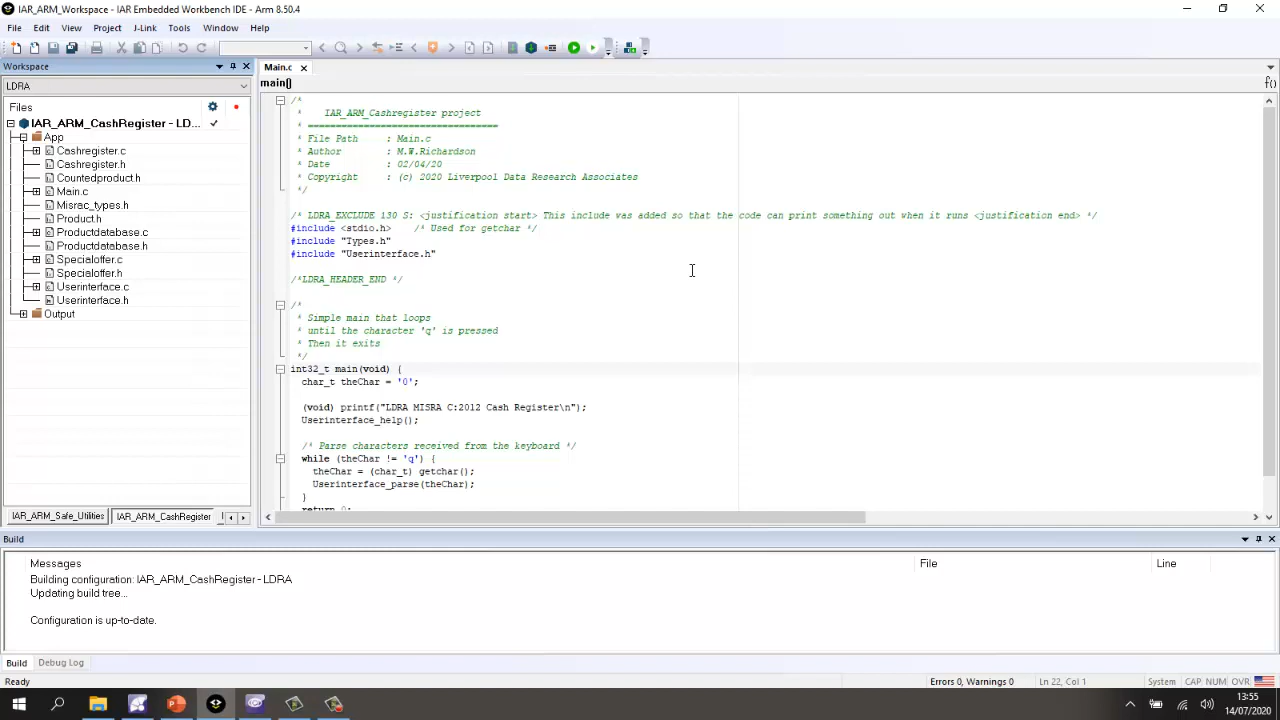 IAR_ARM_Workspace - IAR Embedded Workbench IDE - Arm 8.50.4
File Edit View Project J-Link Tools Window Help
Workspace
LDRA
Files
IAR_ARM_CashRegister - LD...
App
Cashregister.c
Cashregister.h
Countedproduct.h
Main.c
Misrac_types.h
Product.h
Productdatabase.c
Productdatabase.h
Specialoffer.c
Specialoffer.h
Userinterface.c
Userinterface.h
Output
IAR_ARM_Safe_Utilities IAR_ARM_CashRegister
Main.c
main()
f()
/*
* IAR_ARM_Cashregister project
* ====================================
* File Path : Main.c
* Author : M.W.Richardson
* Date : 02/04/20
* Copyright : (c) 2020 Liverpool Data Research Associates
*/
/* LDRA_EXCLUDE 130 S: <justification start> This include was added so that the code can print something out when it runs <justification end> */
#include <stdio.h> /* Used for getchar */
#include "Types.h"
#include "Userinterface.h"
/*LDRA_HEADER_END */
/*
* Simple main that loops
* until the character 'q' is pressed
* Then it exits
*/
int32_t main(void) {
char_t theChar = '0';
(void) printf("LDRA MISRA C:2012 Cash Register\n");
Userinterface_help();
/* Parse characters received from the keyboard */
while (theChar != 'q') {
theChar = (char_t) getchar();
Userinterface_parse(theChar);
}
return 0;
Build
Messages File Line
Building configuration: IAR_ARM_CashRegister - LDRA
Updating build tree...
Configuration is up-to-date.
Build Debug Log
Ready Errors 0, Warnings 0 Ln 22, Col 1 System CAP NUM OVR
13:55
14/07/2020